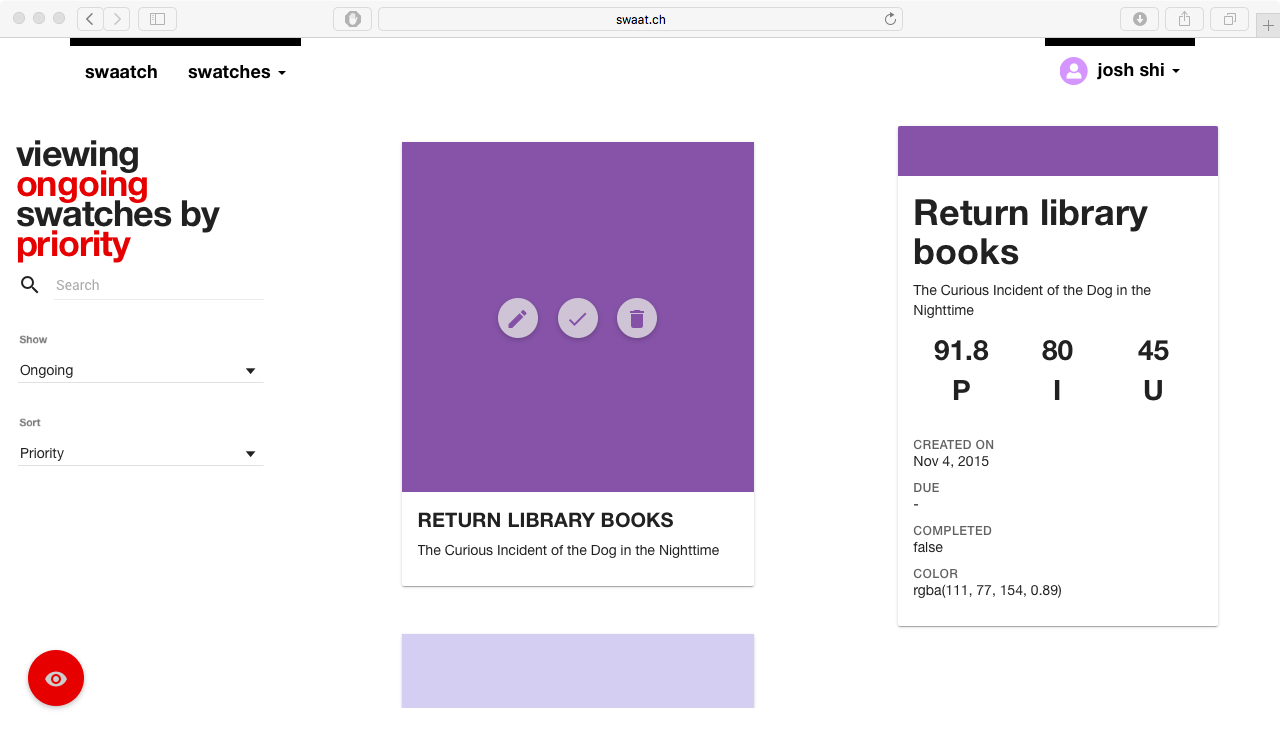 swaat.ch
swaatch
swatches
josh shi
viewing
ongoing
swatches by
priority
Search
Show
Ongoing
Sort
Priority
RETURN LIBRARY BOOKS
The Curious Incident of the Dog in the Nighttime
Return library
books
The Curious Incident of the Dog in the
Nighttime
91.8 80 45
P I U
CREATED ON
Nov 4, 2015
DUE
-
COMPLETED
false
COLOR
rgba(111, 77, 154, 0.89)